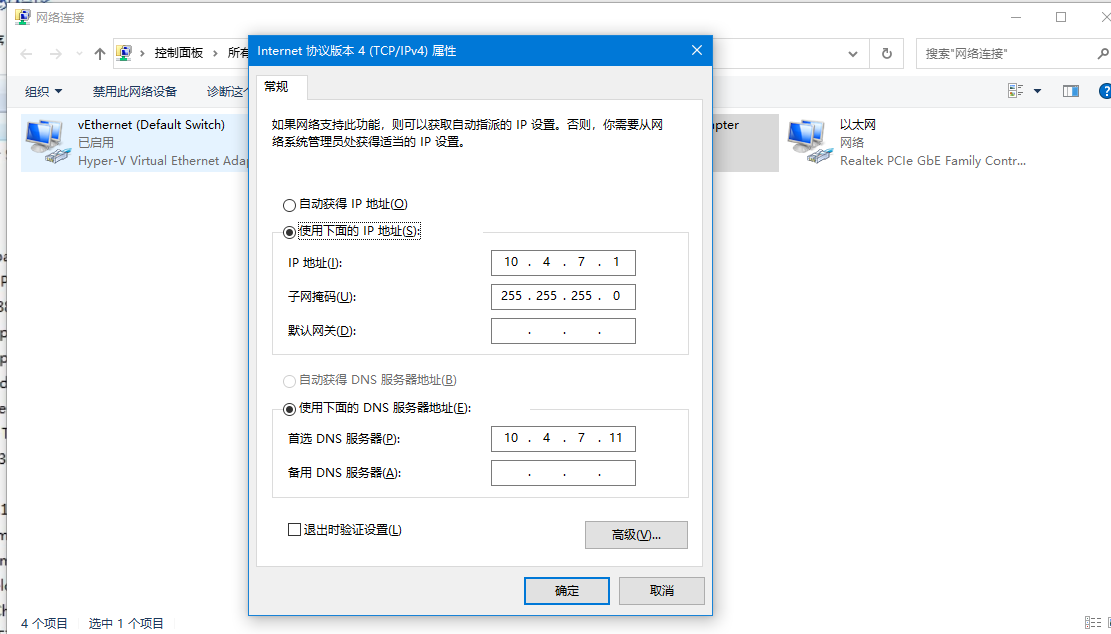 网络连接
控制面板 › 所有
搜索"网络连接"
组织 禁用此网络设备 诊断这个
vEthernet (Default Switch)
已启用
Hyper-V Virtual Ethernet Adap
以太网
网络
Realtek PCIe GbE Family Contr...
Internet 协议版本 4 (TCP/IPv4) 属性
常规
如果网络支持此功能，则可以获取自动指派的 IP 设置。否则，你需要从网
络系统管理员处获得适当的 IP 设置。
自动获得 IP 地址(O)
使用下面的 IP 地址(S):
IP 地址(I): 10 . 4 . 7 . 1
子网掩码(U): 255 . 255 . 255 . 0
默认网关(D): . . .
自动获得 DNS 服务器地址(B)
使用下面的 DNS 服务器地址(E):
首选 DNS 服务器(P): 10 . 4 . 7 . 11
备用 DNS 服务器(A): . . .
退出时验证设置(L)
高级(V)...
确定 取消
4 个项目 选中 1 个项目